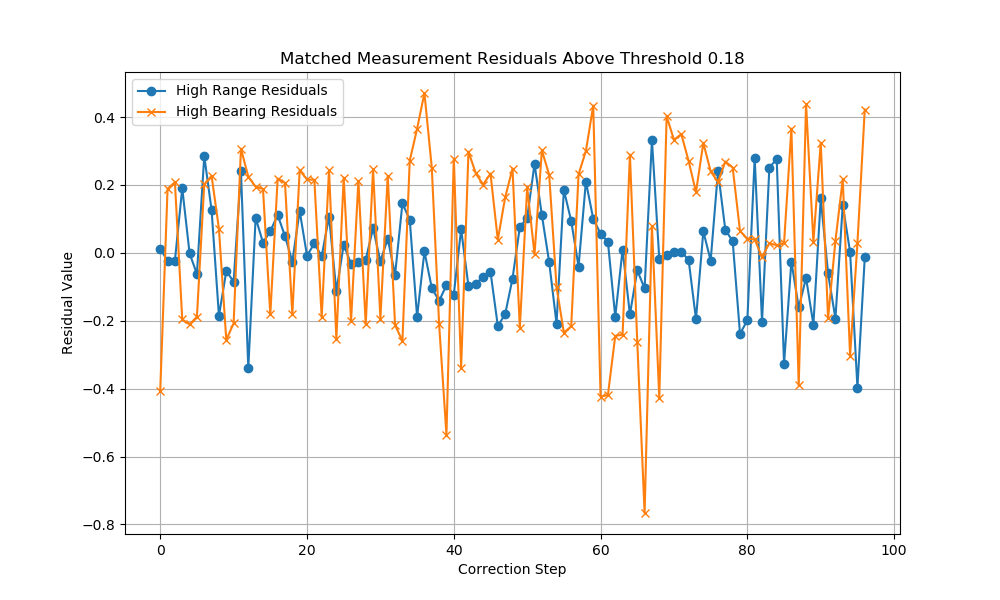 Matched Measurement Residuals Above Threshold 0.18
High Range Residuals
High Bearing Residuals
0.4
0.2
0.0
−0.2
−0.4
−0.6
−0.8
Residual Value
0 20 40 60 80 100
Correction Step